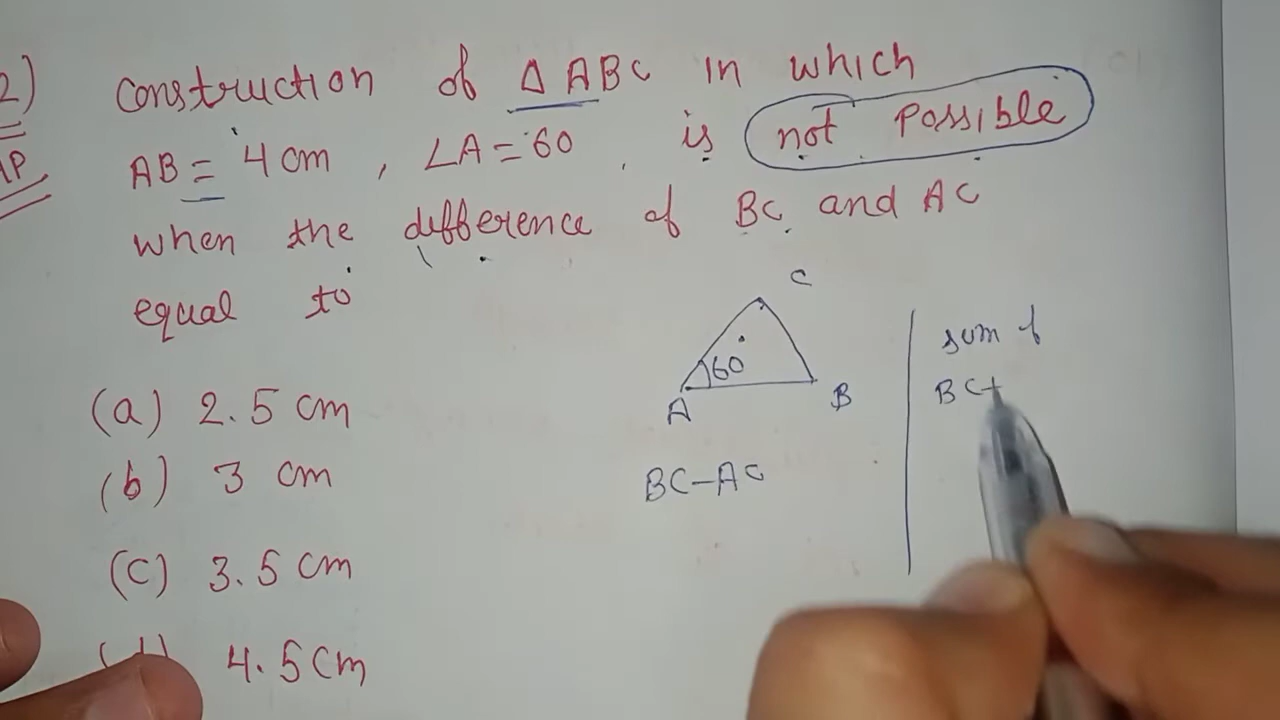 2)
Construction of Δ ABC in which
AB = 4 cm , ∠A = 60 , is not Possible
AP
when the difference of BC and AC
equal to
(a) 2.5 cm
(b) 3 cm
(c) 3.5 cm
4.5 cm
C
60°
A
B
BC-AC
sum of
BC+